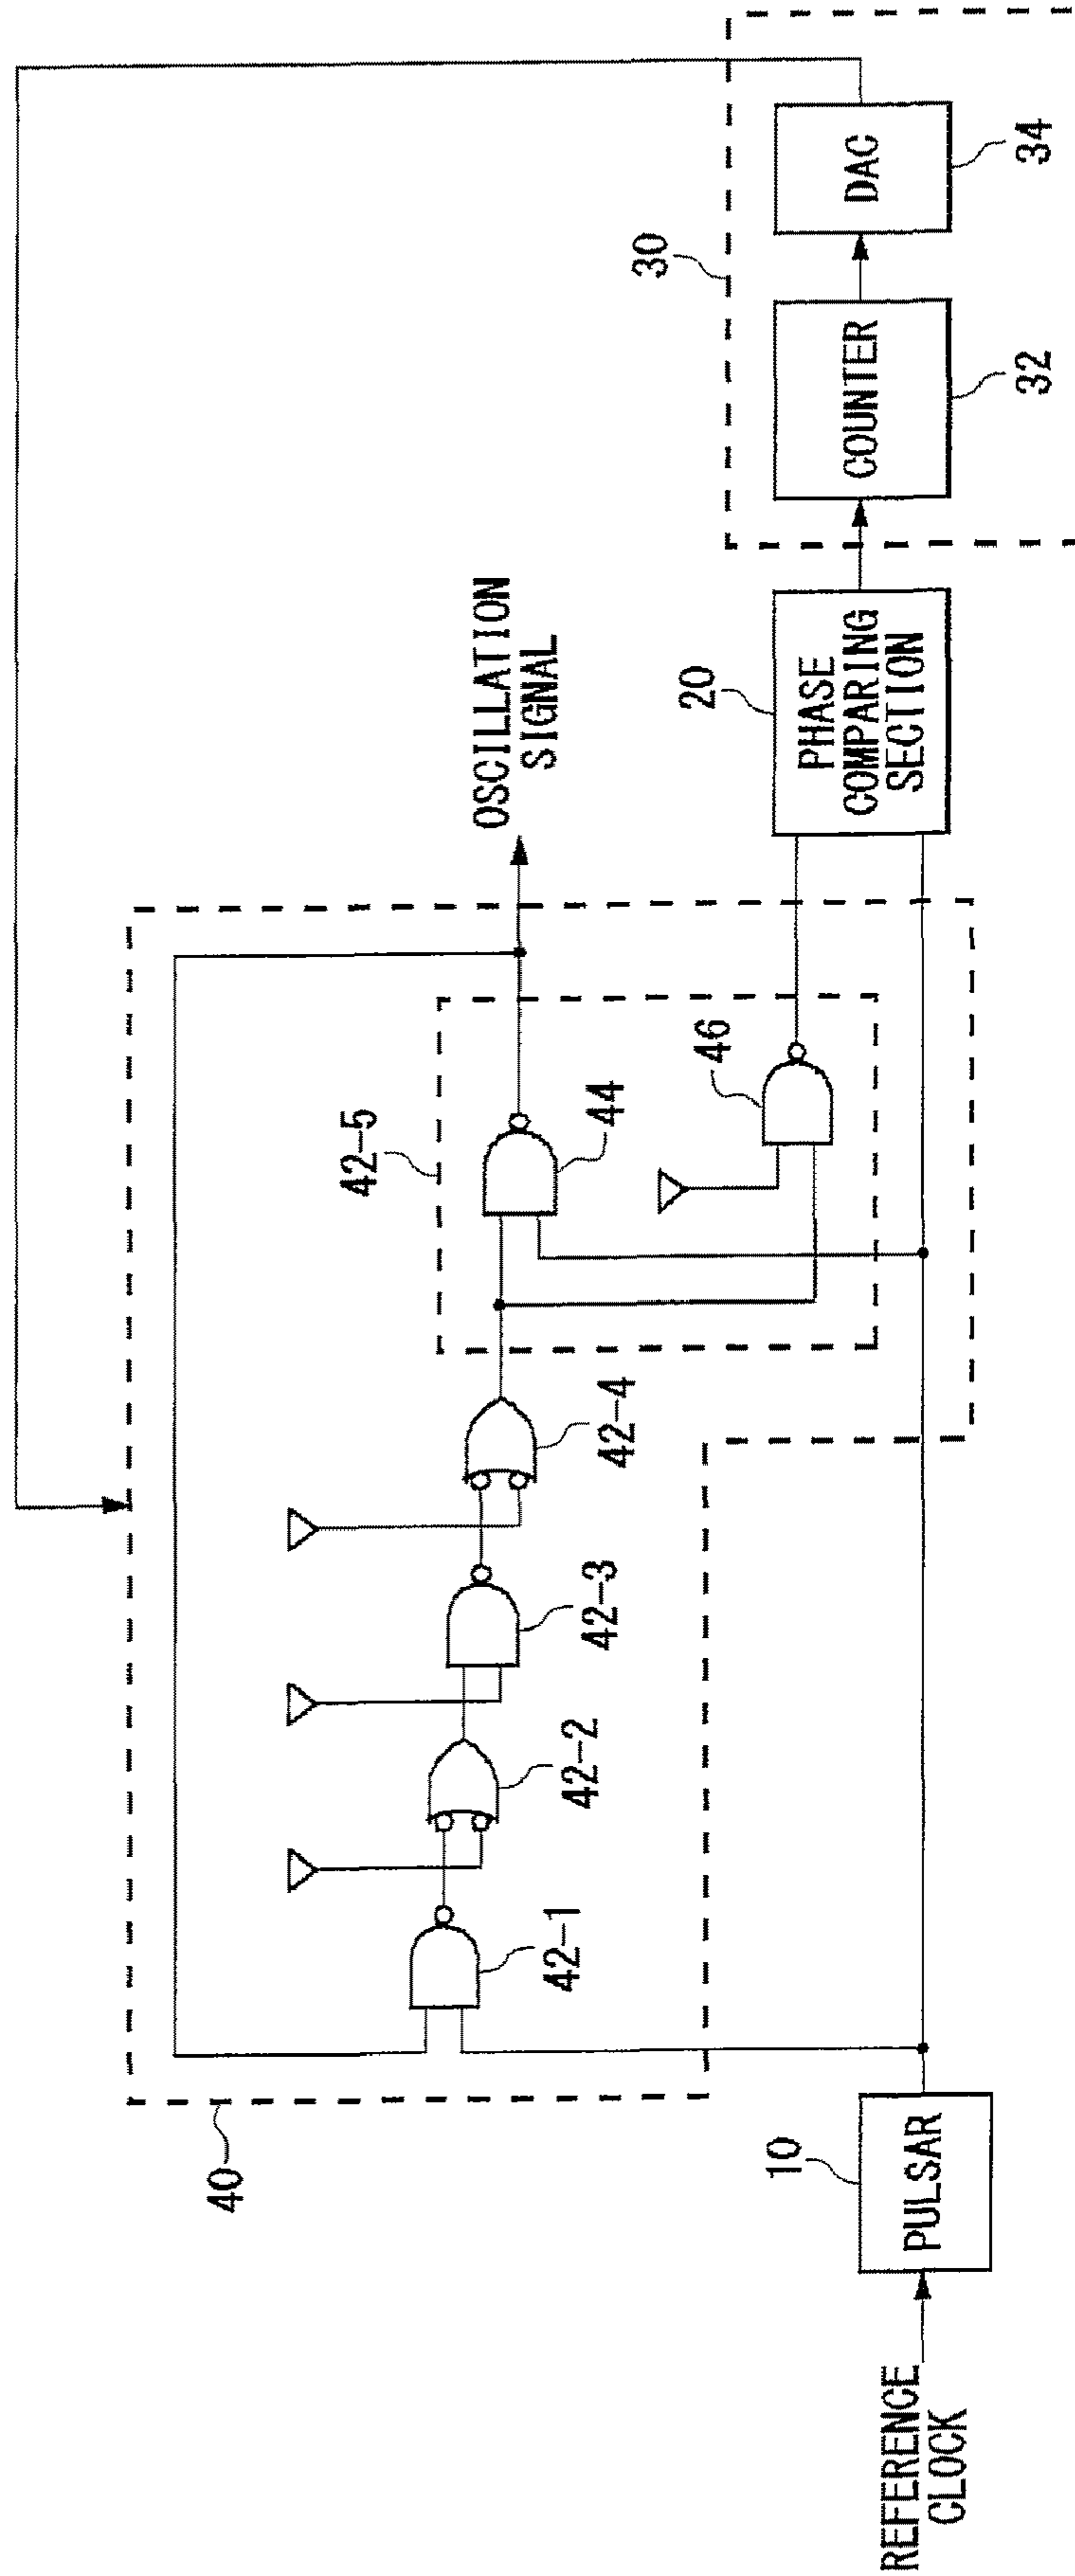 40
42-1
42-2
42-3
42-4
42-5
44
46
OSCILLATION
SIGNAL
REFERENCE
CLOCK
10
PULSAR
20
PHASE
COMPARING
SECTION
30
COUNTER
32
DAC
34